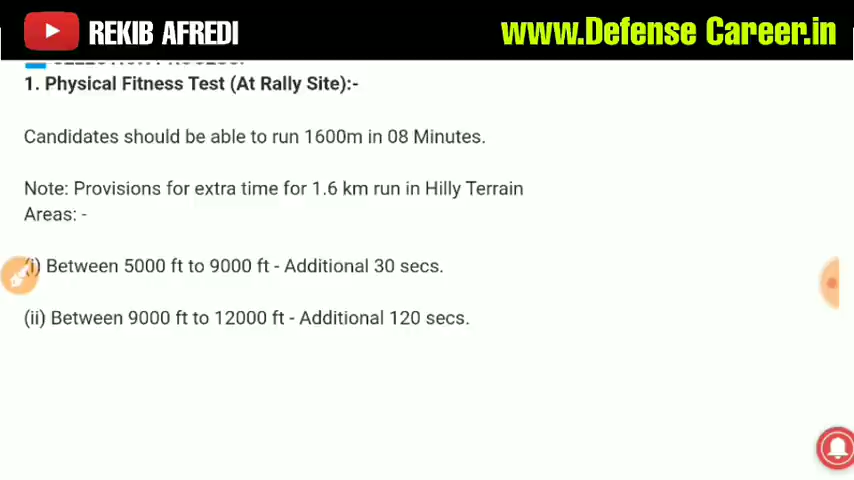 REKIB AFREDI
www.Defense Career.in
1. Physical Fitness Test (At Rally Site):-
Candidates should be able to run 1600m in 08 Minutes.
Note: Provisions for extra time for 1.6 km run in Hilly Terrain
Areas: -
(i) Between 5000 ft to 9000 ft - Additional 30 secs.
(ii) Between 9000 ft to 12000 ft - Additional 120 secs.